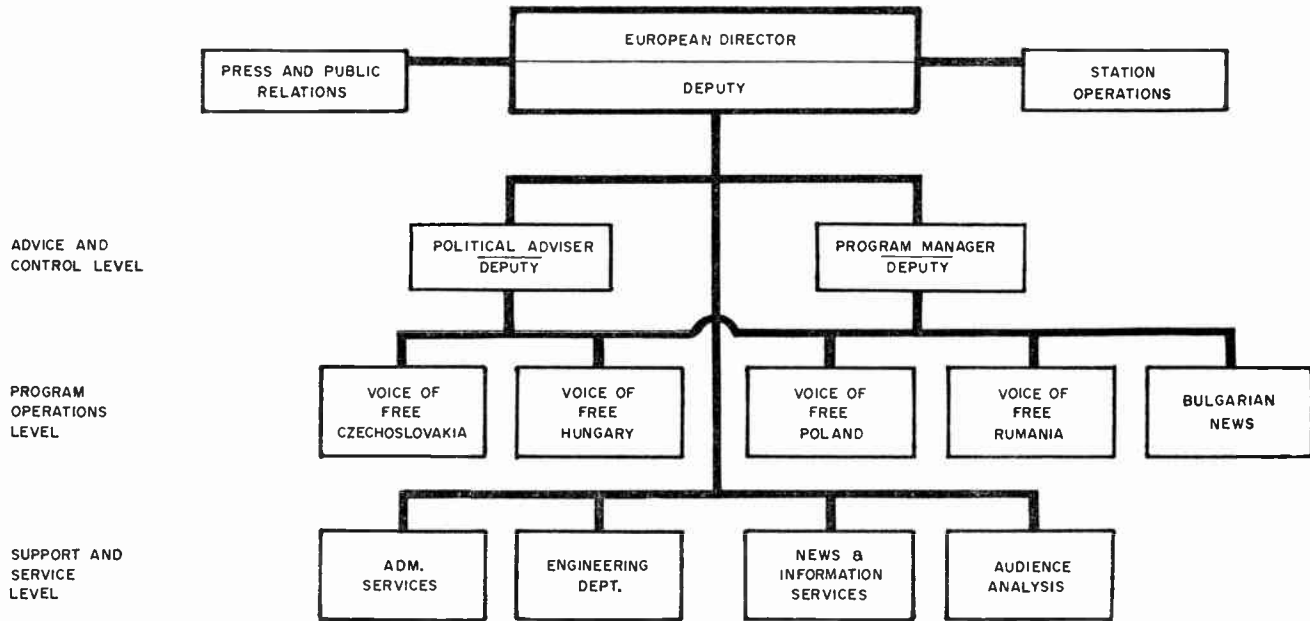 EUROPEAN DIRECTOR
DEPUTY
PRESS AND PUBLIC
RELATIONS
STATION
OPERATIONS
ADVICE AND
CONTROL LEVEL
POLITICAL ADVISER
DEPUTY
PROGRAM MANAGER
DEPUTY
PROGRAM
OPERATIONS
LEVEL
VOICE OF
FREE
CZECHOSLOVAKIA
VOICE OF
FREE
HUNGARY
VOICE OF
FREE
POLAND
VOICE OF
FREE
RUMANIA
BULGARIAN
NEWS
SUPPORT AND
SERVICE
LEVEL
ADM.
SERVICES
ENGINEERING
DEPT.
NEWS &
INFORMATION
SERVICES
AUDIENCE
ANALYSIS